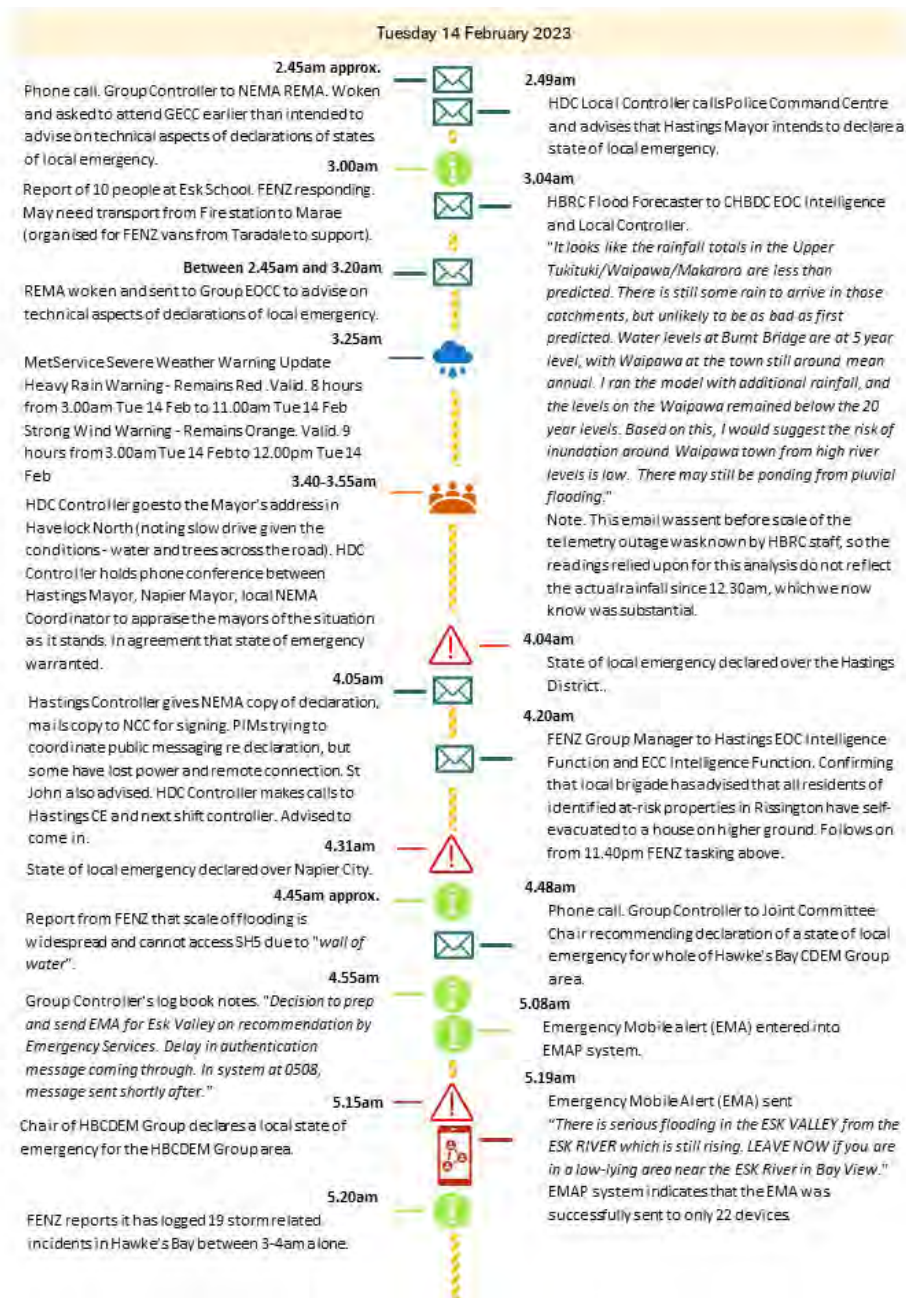 Tuesday 14 February 2023
2.45am approx.
Phone call. Group Controller to NEMA REMA. Woken
and asked to attend GECC earlier than intended to
advise on technical aspects of declarations of states
of local emergency.
2.49am
HDC Local Controller calls Police Command Centre
and advises that Hastings Mayor intends to declare a
state of local emergency.
3.00am
Report of 10 people at Esk School. FENZ responding.
May need transport from Fire station to Marae
(organised for FENZ vans from Taradale to support).
3.04am
HBRC Flood Forecaster to CHBDC EOC Intelligence
and Local Controller.
"It looks like the rainfall totals in the Upper
Tukituki/Waipawa/Makaroro are less than
predicted. There is still some rain to arrive in those
catchments, but unlikely to be as bad as first
predicted. Water levels at Burnt Bridge are at 5 year
level, with Waipawa at the town still around mean
annual. I ran the model with additional rainfall, and
the levels on the Waipawa remained below the 20
year levels. Based on this, I would suggest the risk of
inundation around Waipawa town from high river
levels is low. There may still be ponding from pluvial
flooding."
Note. This email was sent before scale of the
telemetry outage was known by HBRC staff, so the
readings relied upon for this analysis do not reflect
the actual rainfall since 12.30am, which we now
know was substantial.
Between 2.45am and 3.20am
REMA woken and sent to Group EOCC to advise on
technical aspects of declarations of local emergency.
3.25am
MetService Severe Weather Warning Update
Heavy Rain Warning - Remains Red. Valid. 8 hours
from 3.00am Tue 14 Feb to 11.00am Tue 14 Feb
Strong Wind Warning - Remains Orange. Valid. 9
hours from 3.00am Tue 14 Feb to 12.00pm Tue 14
Feb
3.40-3.55am
HDC Controller goes to the Mayor's address in
Havelock North (noting slow drive given the
conditions - water and trees across the road). HDC
Controller holds phone conference between
Hastings Mayor, Napier Mayor, local NEMA
Coordinator to appraise the mayors of the situation
as it stands. In agreement that state of emergency
warranted.
4.04am
State of local emergency declared over the Hastings
District..
4.05am
Hastings Controller gives NEMA copy of declaration,
mails copy to NCC for signing. PIMs trying to
coordinate public messaging re declaration, but
some have lost power and remote connection. St
John also advised. HDC Controller makes calls to
Hastings CE and next shift controller. Advised to
come in.
4.20am
FENZ Group Manager to Hastings EOC Intelligence
Function and ECC Intelligence Function. Confirming
that local brigade has advised that all residents of
identified at-risk properties in Rissington have self-
evacuated to a house on higher ground. Follows on
from 11.40pm FENZ tasking above.
4.31am
State of local emergency declared over Napier City.
4.45am approx.
Report from FENZ that scale of flooding is
widespread and cannot access SH5 due to "wall of
water".
4.48am
Phone call. Group Controller to Joint Committee
Chair recommending declaration of a state of local
emergency for whole of Hawke's Bay CDEM Group
area.
4.55am
Group Controller's log book notes. "Decision to prep
and send EMA for Esk Valley on recommendation by
Emergency Services. Delay in authentication
message coming through. In system at 0508,
message sent shortly after."
5.08am
Emergency Mobile alert (EMA) entered into
EMAP system.
5.15am
Chair of HBCDEM Group declares a local state of
emergency for the HBCDEM Group area.
5.19am
Emergency Mobile Alert (EMA) sent
"There is serious flooding in the ESK VALLEY from the
ESK RIVER which is still rising. LEAVE NOW if you are
in a low-lying area near the ESK River in Bay View."
EMAP system indicates that the EMA was
successfully sent to only 22 devices.
5.20am
FENZ reports it has logged 19 storm related
incidents in Hawke's Bay between 3-4am alone.